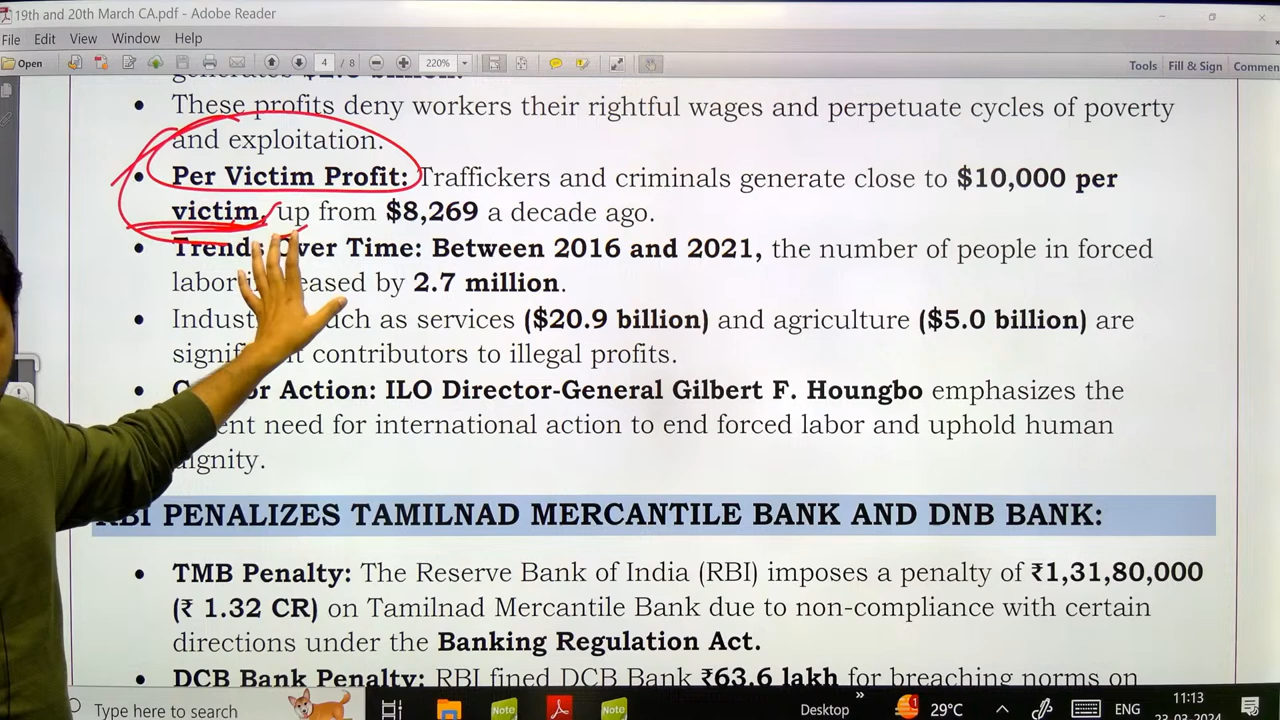 19th and 20th March CA.pdf - Adobe Reader
File Edit View Window Help
Open 4 / 8 220% Tools Fill & Sign Commen
These profits deny workers their rightful wages and perpetuate cycles of poverty
and exploitation.
Per Victim Profit: Traffickers and criminals generate close to $10,000 per
victim, up from $8,269 a decade ago.
Trends Over Time: Between 2016 and 2021, the number of people in forced
labor increased by 2.7 million.
such as services ($20.9 billion) and agriculture ($5.0 billion) are
contributors to illegal profits.
Action: ILO Director-General Gilbert F. Houngbo emphasizes the
need for international action to end forced labor and uphold human
dignity.
RBI PENALIZES TAMILNAD MERCANTILE BANK AND DNB BANK:
TMB Penalty: The Reserve Bank of India (RBI) imposes a penalty of ₹1,31,80,000
(₹ 1.32 CR) on Tamilnad Mercantile Bank due to non-compliance with certain
directions under the Banking Regulation Act.
DCB Bank Penalty: RBI fined DCB Bank ₹63.6 lakh for breaching norms on
Type here to search Note Note Desktop » 1 29°C ENG 11:13